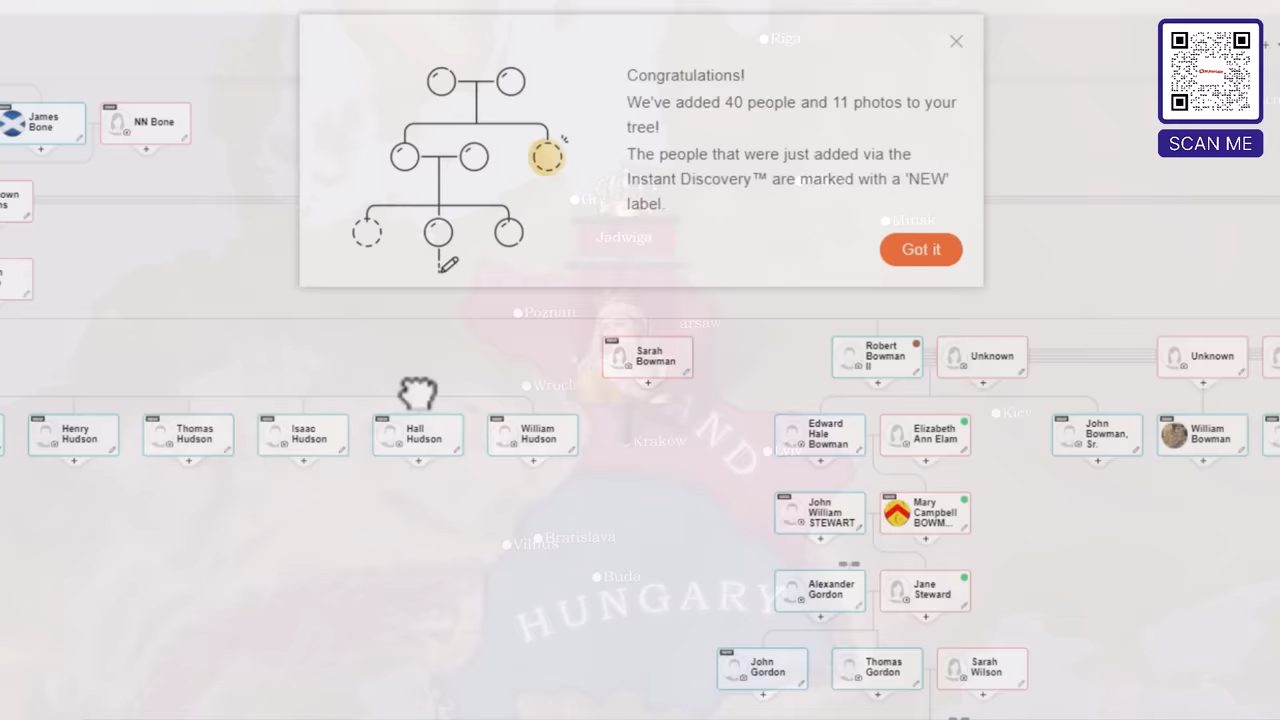 Riga
Congratulations!
We've added 40 people and 11 photos to your
tree!
The people that were just added via the
Instant Discovery™ are marked with a 'NEW'
label.
Got it
SCAN ME
James
Bone
NN Bone
Minsk
Jadwiga
Poznań
arsaw
Sarah
Bowman
Robert
Bowman
II
Unknown
Unknown
Kiev
Krakow
Henry
Hudson
Thomas
Hudson
Isaac
Hudson
Hall
Hudson
William
Hudson
Edward
Hale
Bowman
Elizabeth
Ann Elam
John
Bowman,
Sr.
William
Bowman
AND
John
William
STEWART
Mary
Campbell
BOWM...
Bratislava
Vilnius
Buda
HUNGARY
Alexander
Gordon
Jane
Steward
John
Gordon
Thomas
Gordon
Sarah
Wilson